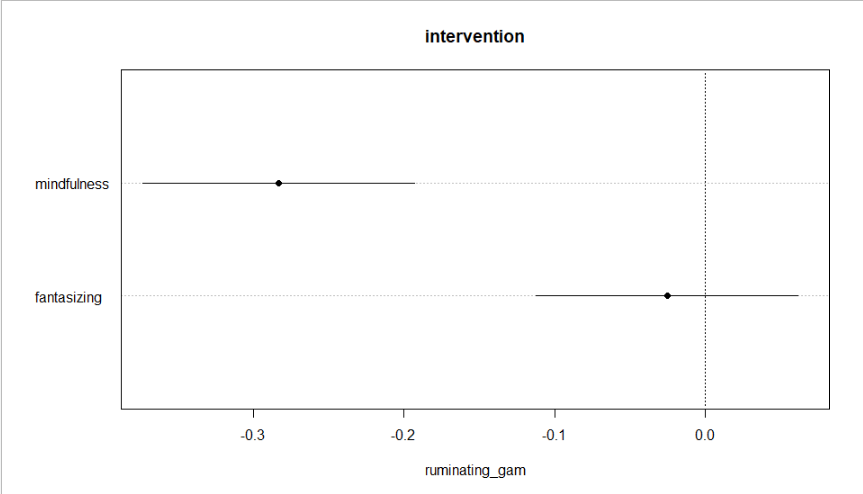 intervention
mindfulness
fantasizing
-0.3 -0.2 -0.1 0.0
ruminating_gam